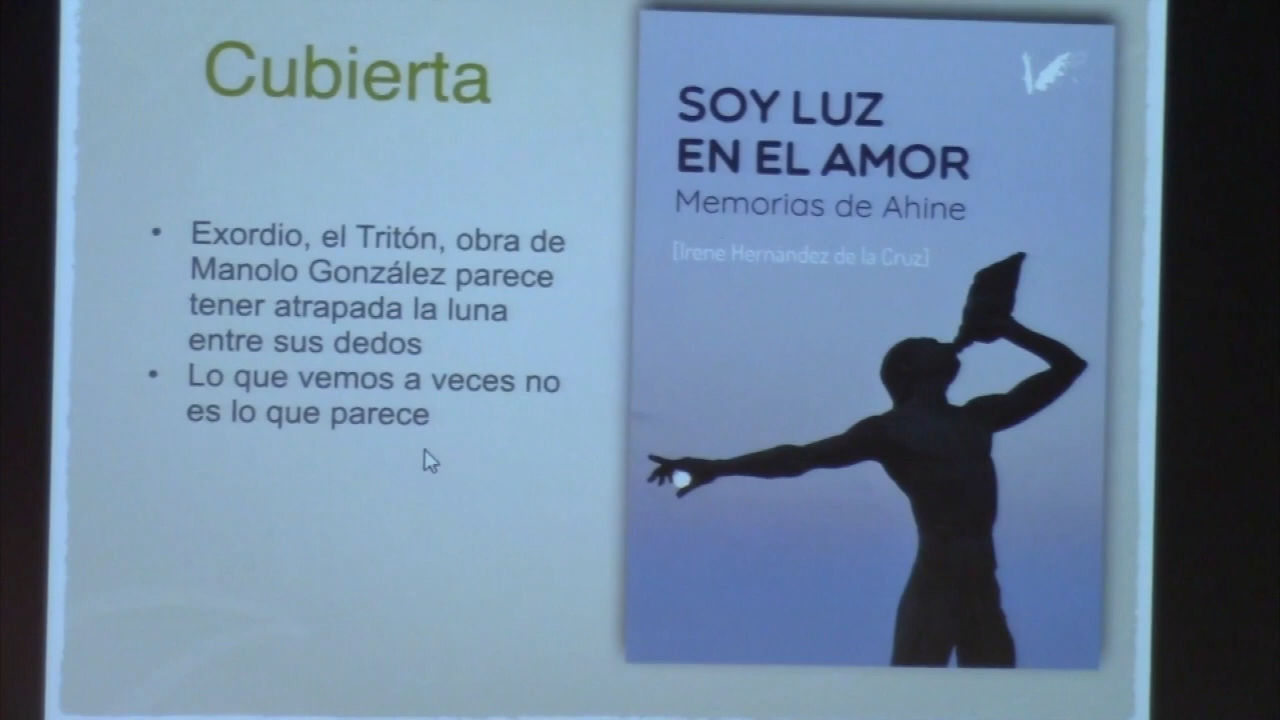 Cubierta
• Exordio, el Tritón, obra de
Manolo González parece
tener atrapada la luna
entre sus dedos
• Lo que vemos a veces no
es lo que parece
SOY LUZ
EN EL AMOR
Memorias de Ahine
[Irene Hernández de la Cruz]